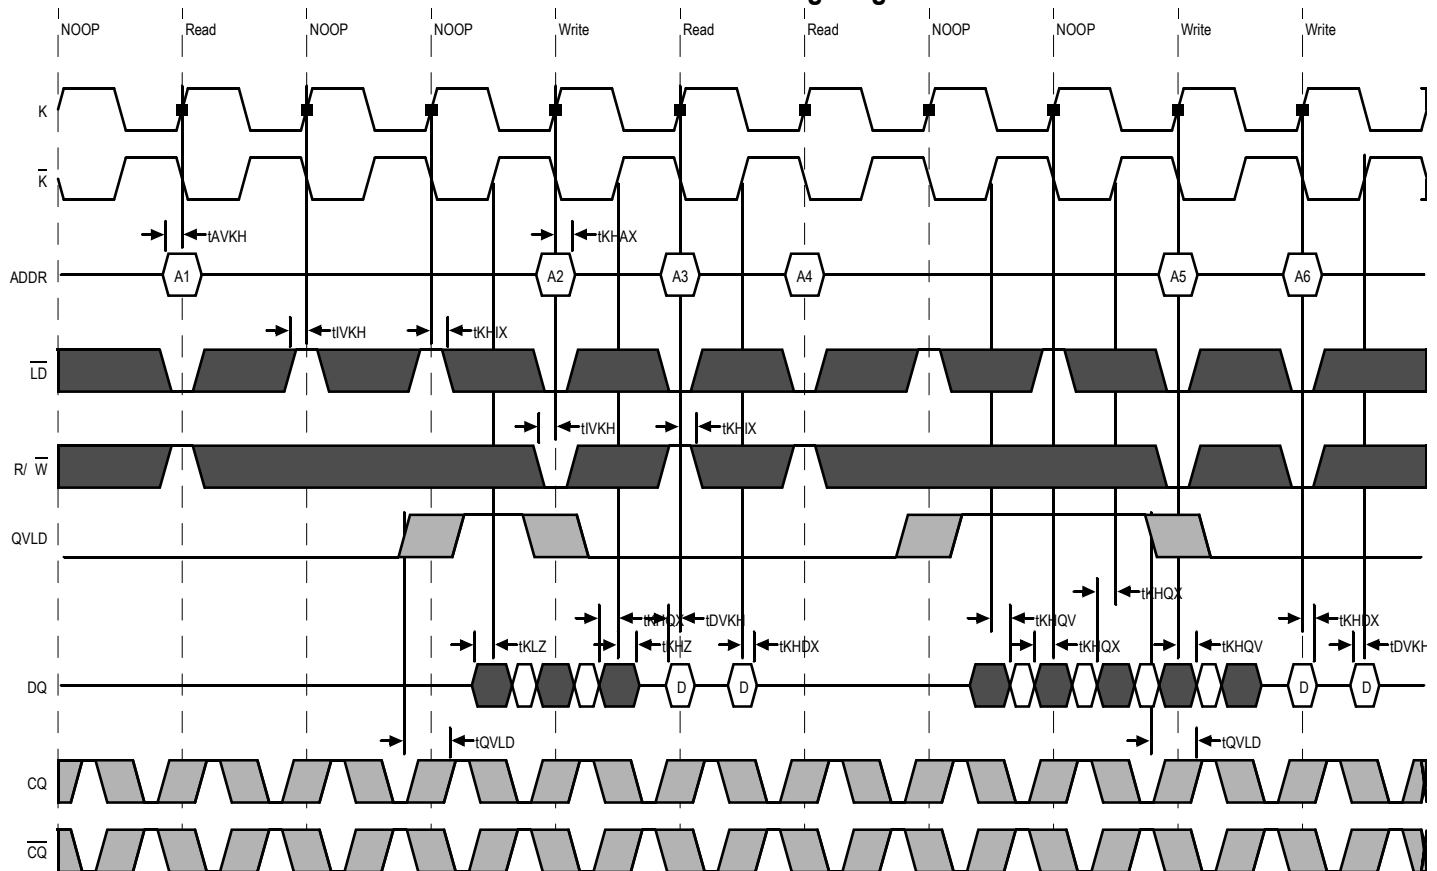 NOOP Read NOOP NOOP Write Read Read NOOP NOOP Write Write
K
K
tAVKH tKHAX
ADDR A1 A2 A3 A4 A5 A6
tIVKH tKHIX
LD
tIVKH tKHIX
R/ W
QVLD
tKHQX
tKHQX tDVKH tKHQV tKHDX
tKLZ tKHZ tKHDX tKHQX tKHQV tDVKH
DQ D D D D
tQVLD tQVLD
CQ
CQ